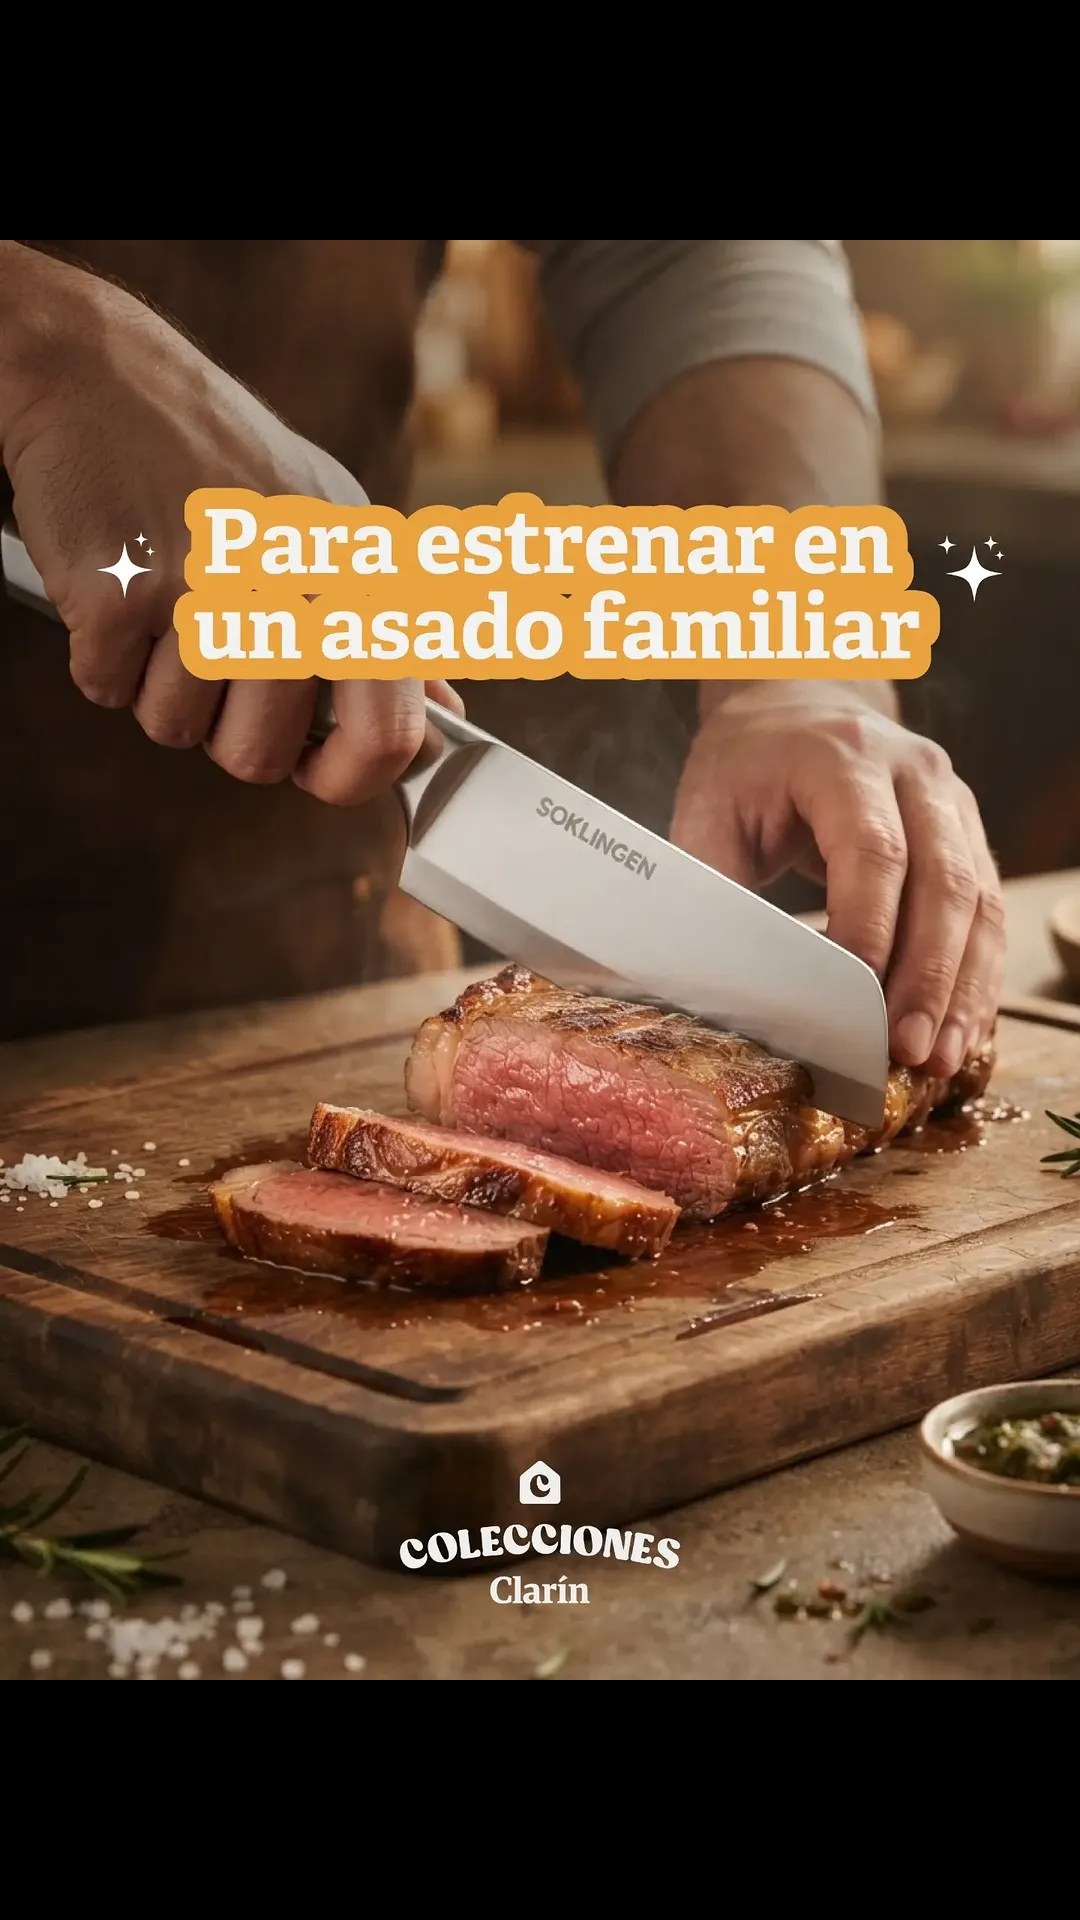 Para estrenar en
un asado familiar
SOKLINGEN
COLECCIONES
Clarín